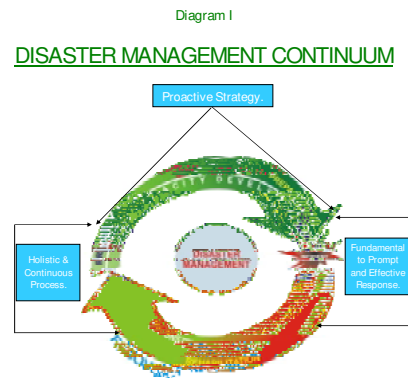 Diagram I
DISASTER MANAGEMENT CONTINUUM
Proactive Strategy.
Holistic &
Continuous
Process.
DISASTER
MANAGEMENT
Fundamental
to Prompt
and Effective
Response.